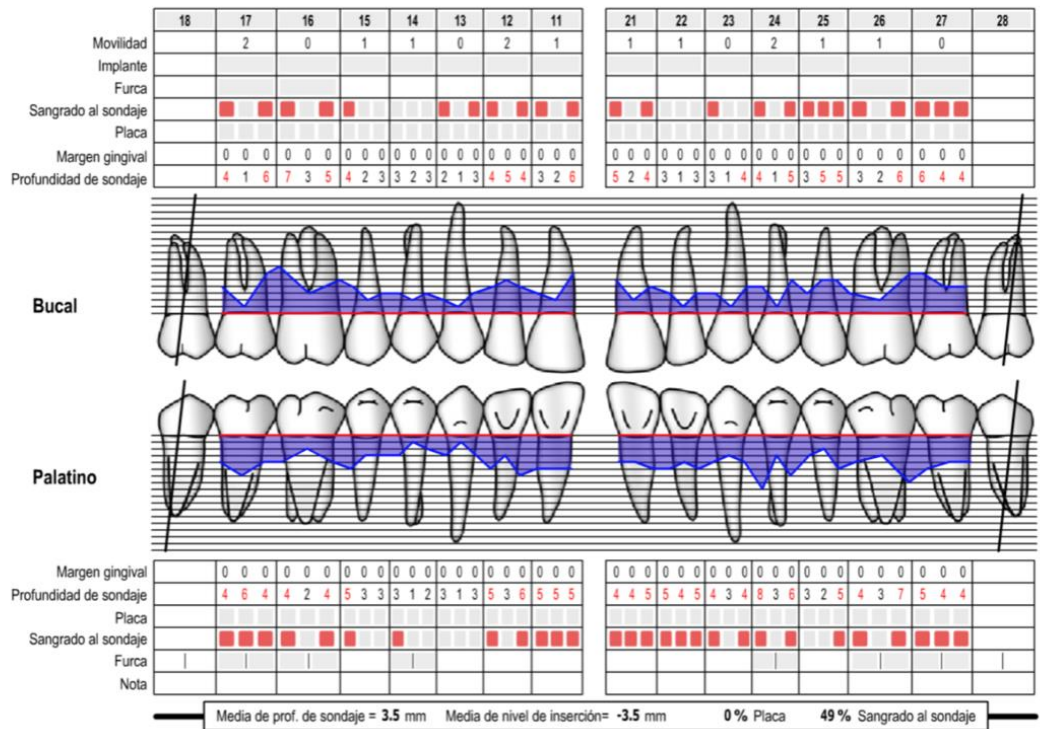 18 17 16 15 14 13 12 11 21 22 23 24 25 26 27 28
Movilidad 2 0 1 1 0 2 1 1 1 0 2 1 1 0
Implante
Furca
Sangrado al sondaje
Placa
Margen gingival 0 0 0 0 0 0 0 0 0 0 0 0 0 0 0 0 0 0 0 0 0 0 0 0 0 0 0 0 0 0 0 0 0 0 0 0 0 0 0 0 0 0
Profundidad de sondaje 4 1 6 7 3 5 4 2 3 3 2 3 2 1 3 4 5 4 3 2 6 5 2 4 3 1 3 3 1 4 4 1 5 3 5 5 3 2 6 6 4 4
Bucal
Palatino
Margen gingival 0 0 0 0 0 0 0 0 0 0 0 0 0 0 0 0 0 0 0 0 0 0 0 0 0 0 0 0 0 0 0 0 0 0 0 0 0 0 0 0 0 0
Profundidad de sondaje 4 6 4 4 2 4 5 3 3 3 1 2 3 1 3 5 3 6 5 5 5 4 4 5 5 4 5 4 3 4 8 3 6 3 2 5 4 3 7 5 4 4
Placa
Sangrado al sondaje
Furca
Nota
Media de prof. de sondaje = 3.5 mm Media de nivel de inserción= -3.5 mm 0 % Placa 49 % Sangrado al sondaje